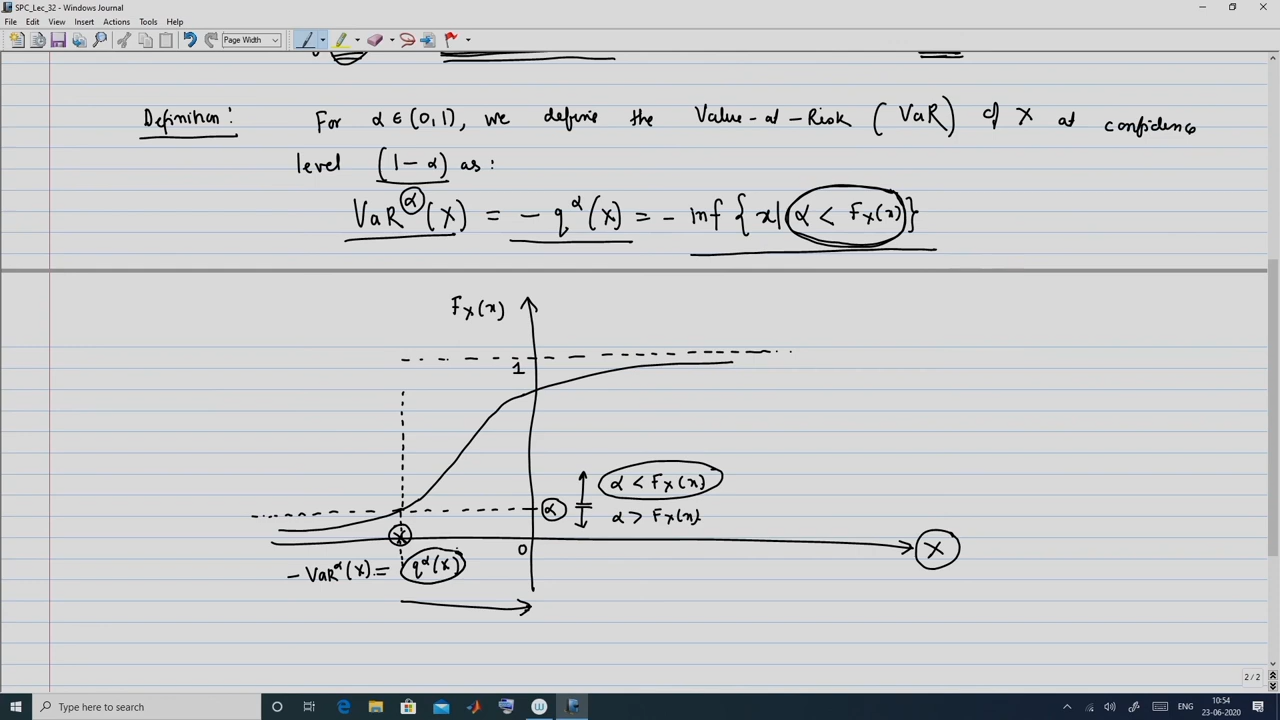 SPC_Lec_32 - Windows Journal
File Edit View Insert Actions Tools Help
Page Width
Definition: For α ∈ (0,1), we define the Value-at-Risk (VaR) of X at confidence
level (1-α) as:
VaR^α(X) = - q^α(X) = - inf { x | α < F_X(x) }
F_X(x)
1
α < F_X(x)
α
α > F_X(x)
x
0
X
- VaR^α(X) = q^α(X)
2/2
Type here to search
ENG
10:54
23-06-2020